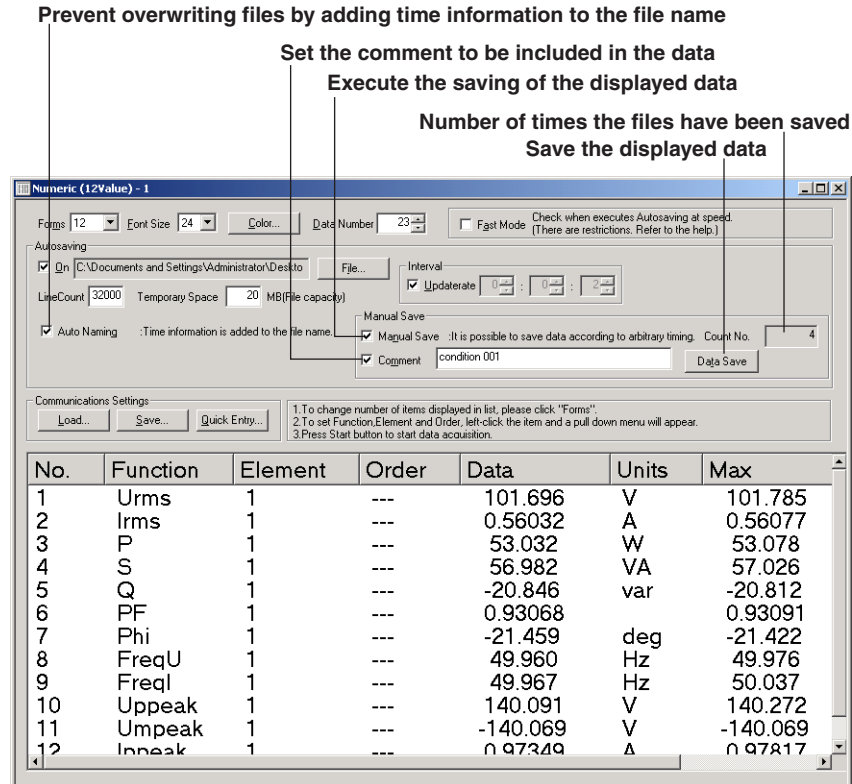 Prevent overwriting files by adding time information to the file name
Set the comment to be included in the data
Execute the saving of the displayed data
Number of times the files have been saved
Save the displayed data
Numeric (12Value) - 1
Forms 12 Font Size 24 Color... Data Number 23 Fast Mode Check when executes Autosaving at speed.
(There are restrictions. Refer to the help.)
Autosaving
On C:\Documents and Settings\Administrator\Deskto File... Interval
Updaterate 0 : 0 : 2
LineCount 32000 Temporary Space 20 MB(File capacity)
Manual Save
Auto Naming :Time information is added to the file name. Manual Save :It is possible to save data according to arbitrary timing. Count No. 4
Comment condition 001 Data Save
Communications Settings
Load... Save... Quick Entry...
1.To change number of items displayed in list, please click "Forms".
2.To set Function,Element and Order, left-click the item and a pull down menu will appear.
3.Press Start button to start data acquisition.
No. Function Element Order Data Units Max
1 Urms 1 --- 101.696 V 101.785
2 Irms 1 --- 0.56032 A 0.56077
3 P 1 --- 53.032 W 53.078
4 S 1 --- 56.982 VA 57.026
5 Q 1 --- -20.846 var -20.812
6 PF 1 --- 0.93068 0.93091
7 Phi 1 --- -21.459 deg -21.422
8 FreqU 1 --- 49.960 Hz 49.976
9 FreqI 1 --- 49.967 Hz 50.037
10 Uppeak 1 --- 140.091 V 140.272
11 Umpeak 1 --- -140.069 V -140.069
12 Ippeak 1 --- 0.97349 A 0.97817